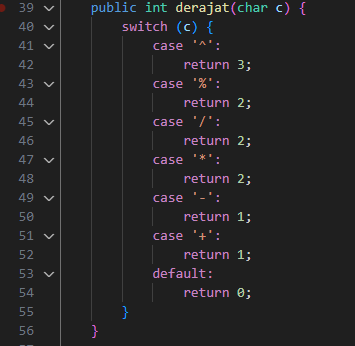 39 public int derajat(char c) {
40 switch (c) {
41 case '^':
42 return 3;
43 case '%':
44 return 2;
45 case '/':
46 return 2;
47 case '*':
48 return 2;
49 case '-':
50 return 1;
51 case '+':
52 return 1;
53 default:
54 return 0;
55 }
56 }